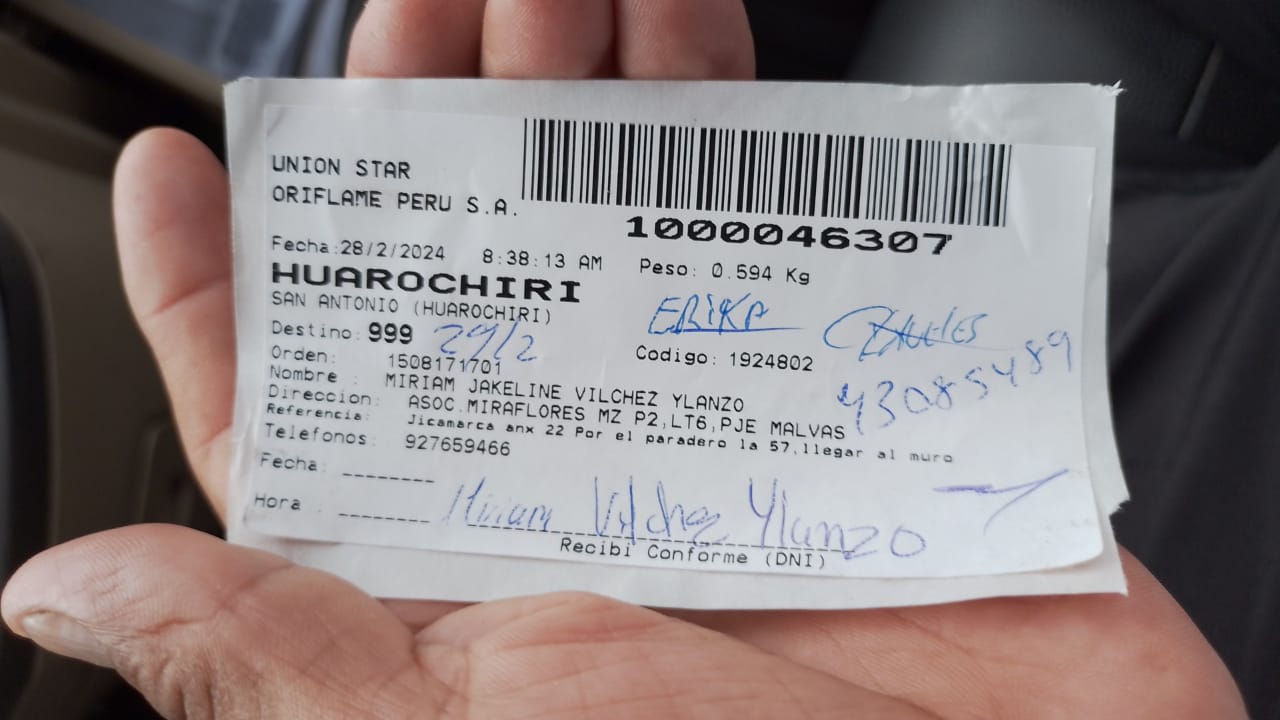 UNION STAR
ORIFLAME PERU S.A.
1000046307
Fecha:28/2/2024 8:38:13 AM Peso: 0.594 Kg
HUAROCHIRI
SAN ANTONIO (HUAROCHIRI)
ERIKA
Destino: 999 29/2
Orden: 1508171701 Codigo: 1924802
43085489
Nombre : MIRIAM JAKELINE VILCHEZ YLANZO
Direccion: ASOC.MIRAFLORES MZ P2,LT6,PJE MALVAS
Referencia: Jicamarca anx 22 Por el paradero la 57,llegar al muro
Telefonos: 927659466
Fecha: ________
Hora : ________ Miriam Vilchez Ylanzo
Recibi Conforme (DNI)